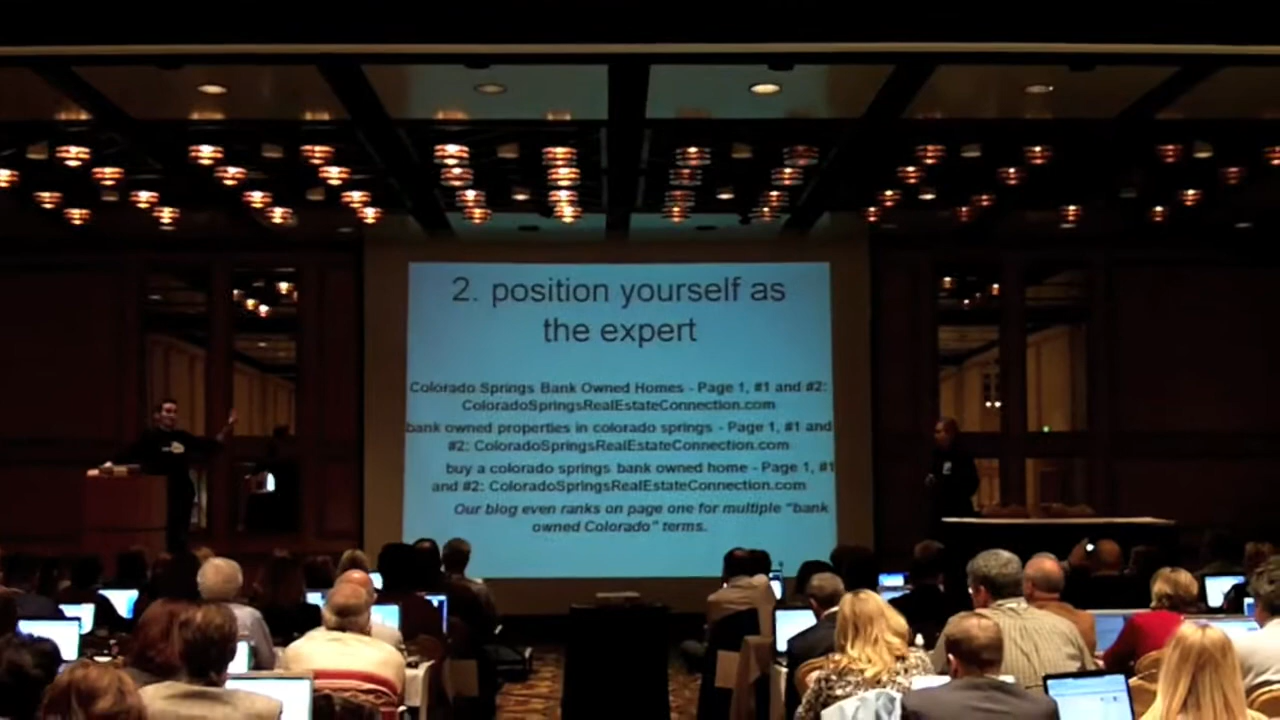 2. position yourself as
the expert
Colorado Springs Bank Owned Homes - Page 1, #1 and #2:
ColoradoSpringsRealEstateConnection.com
bank owned properties in colorado springs - Page 1, #1 and
#2: ColoradoSpringsRealEstateConnection.com
buy a colorado springs bank owned home - Page 1, #1
and #2: ColoradoSpringsRealEstateConnection.com
Our blog even ranks on page one for multiple "bank
owned Colorado" terms.